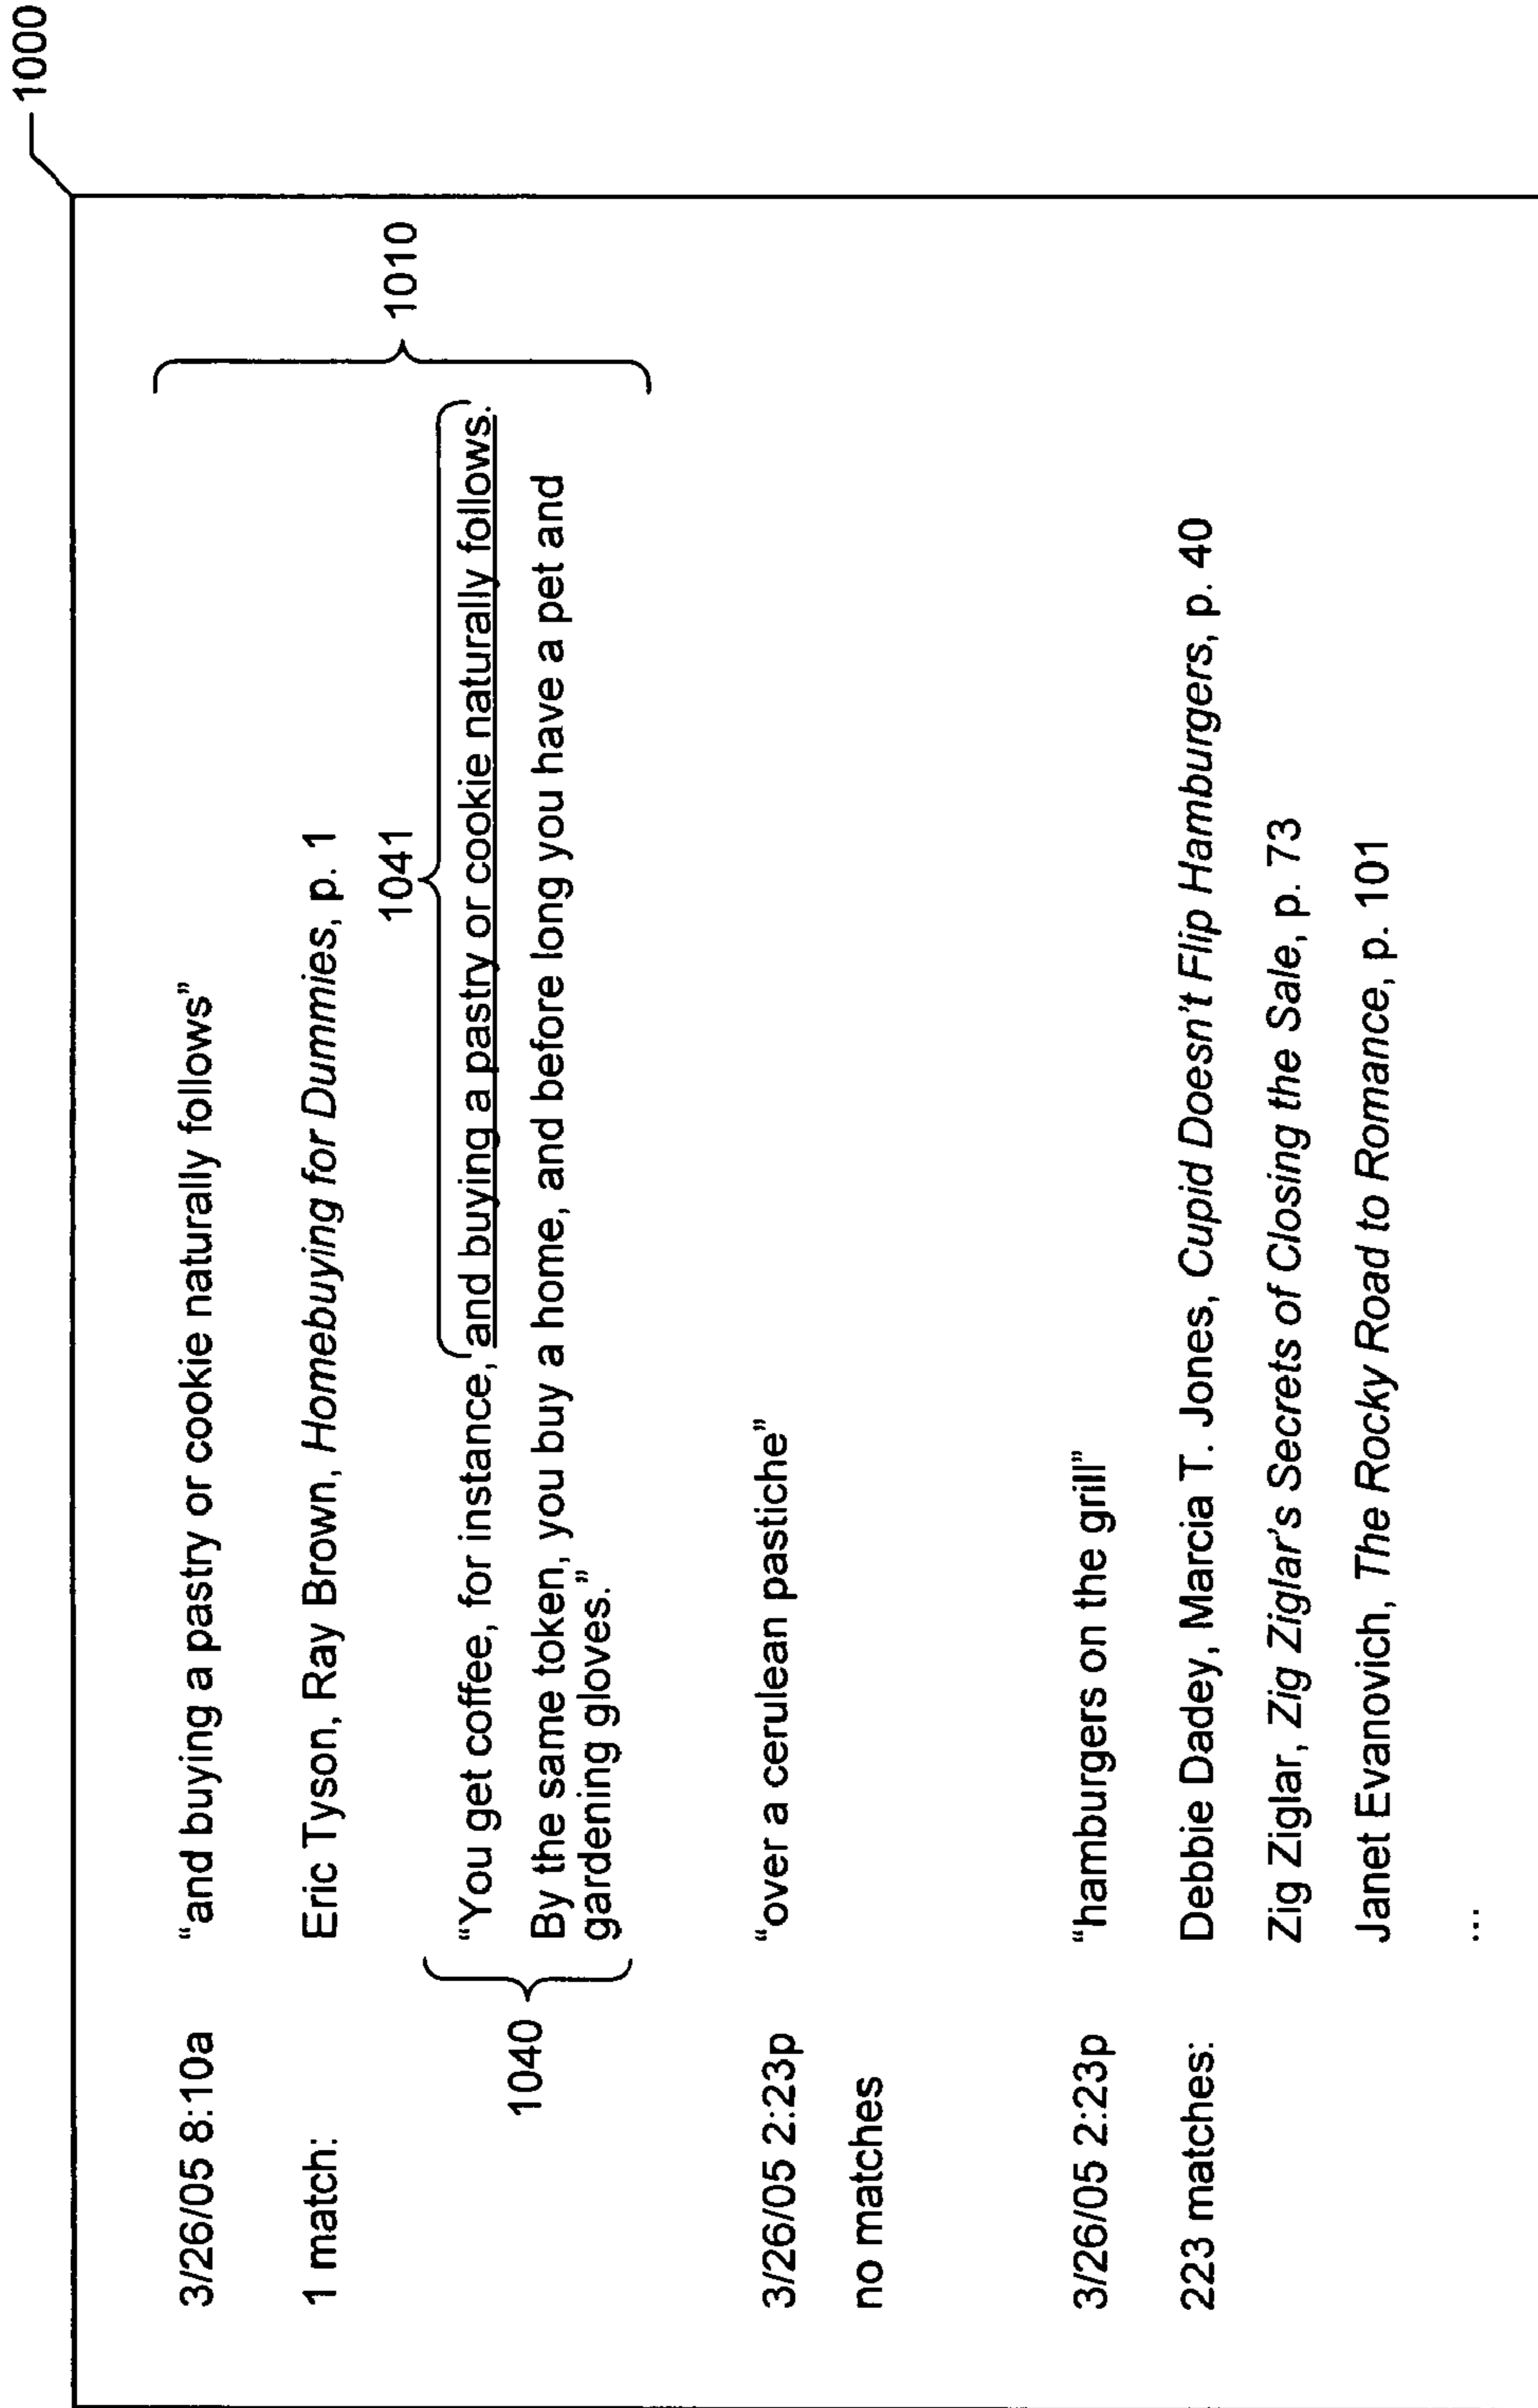 1000
3/26/05 8:10a “and buying a pastry or cookie naturally follows”
1 match: Eric Tyson, Ray Brown, Homebuying for Dummies, p. 1
1010
1041
“You get coffee, for instance, and buying a pastry or cookie naturally follows.
1040
By the same token, you buy a home, and before long you have a pet and
gardening gloves.”
3/26/05 2:23p “over a cerulean pastiche”
no matches
3/26/05 2:23p “hamburgers on the grill”
223 matches: Debbie Dadey, Marcia T. Jones, Cupid Doesn't Flip Hamburgers, p. 40
Zig Ziglar, Zig Ziglar's Secrets of Closing the Sale, p. 73
Janet Evanovich, The Rocky Road to Romance, p. 101
...